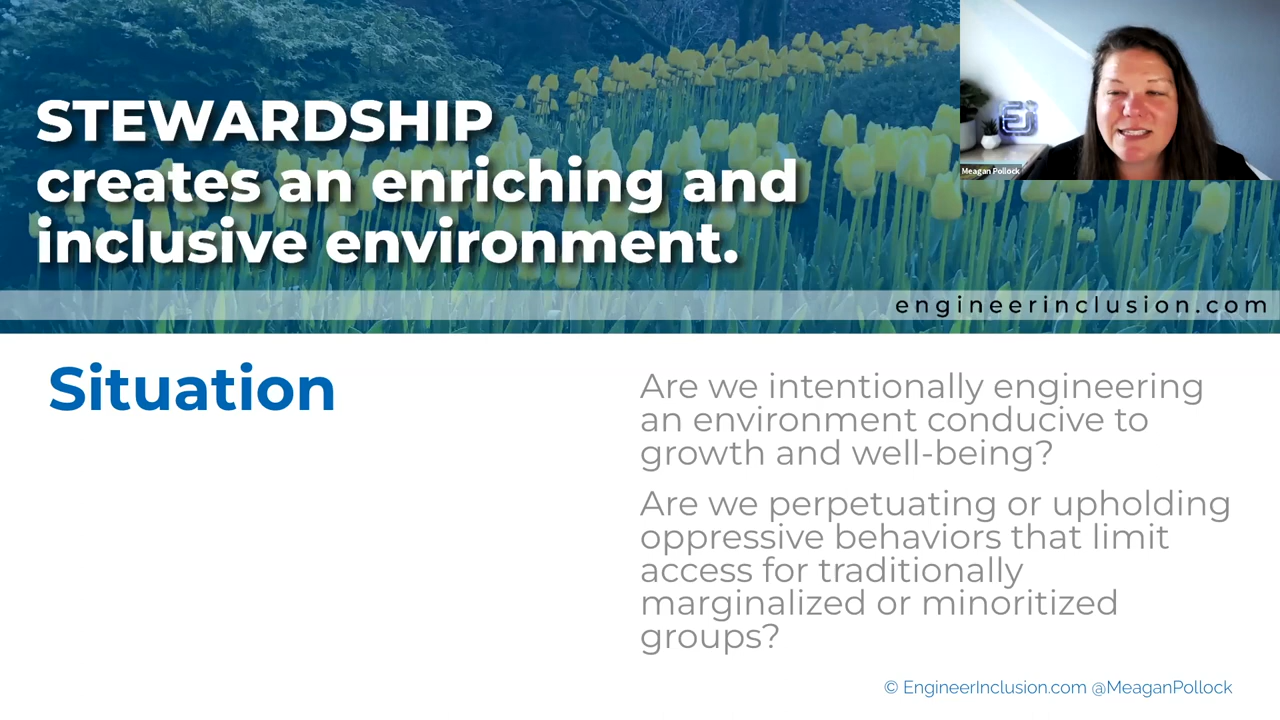 STEWARDSHIP
creates an enriching and
inclusive environment.
Meagan Pollock
engineerinclusion.com
Situation
Are we intentionally engineering
an environment conducive to
growth and well-being?
Are we perpetuating or upholding
oppressive behaviors that limit
access for traditionally
marginalized or minoritized
groups?
© EngineerInclusion.com @MeaganPollock